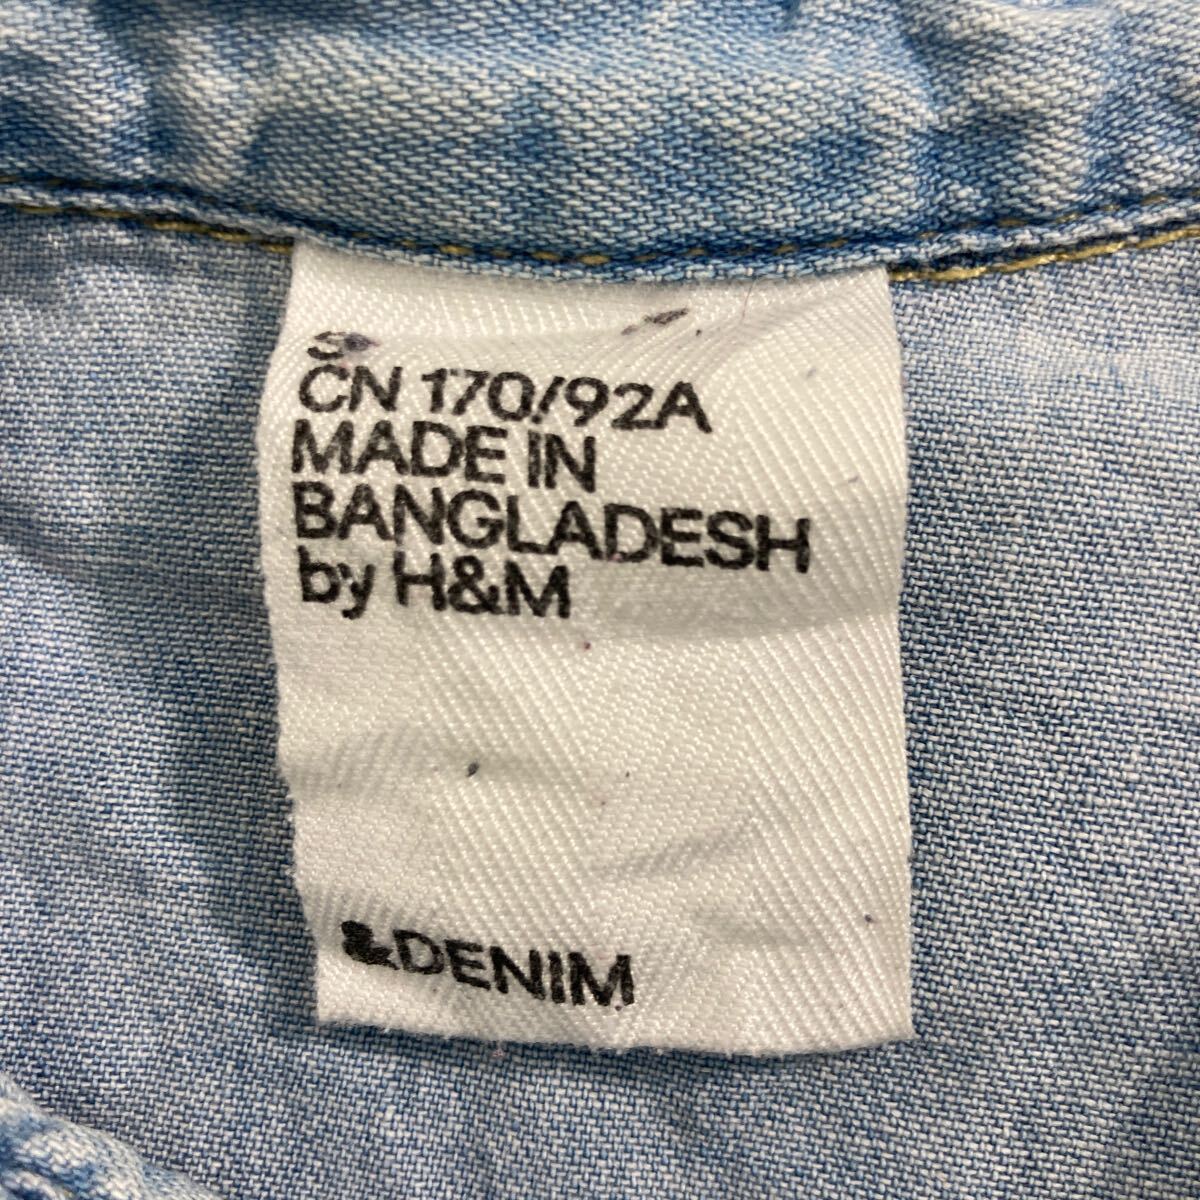 S
CN 170/92A
MADE IN
BANGLADESH
by H&M
&DENIM